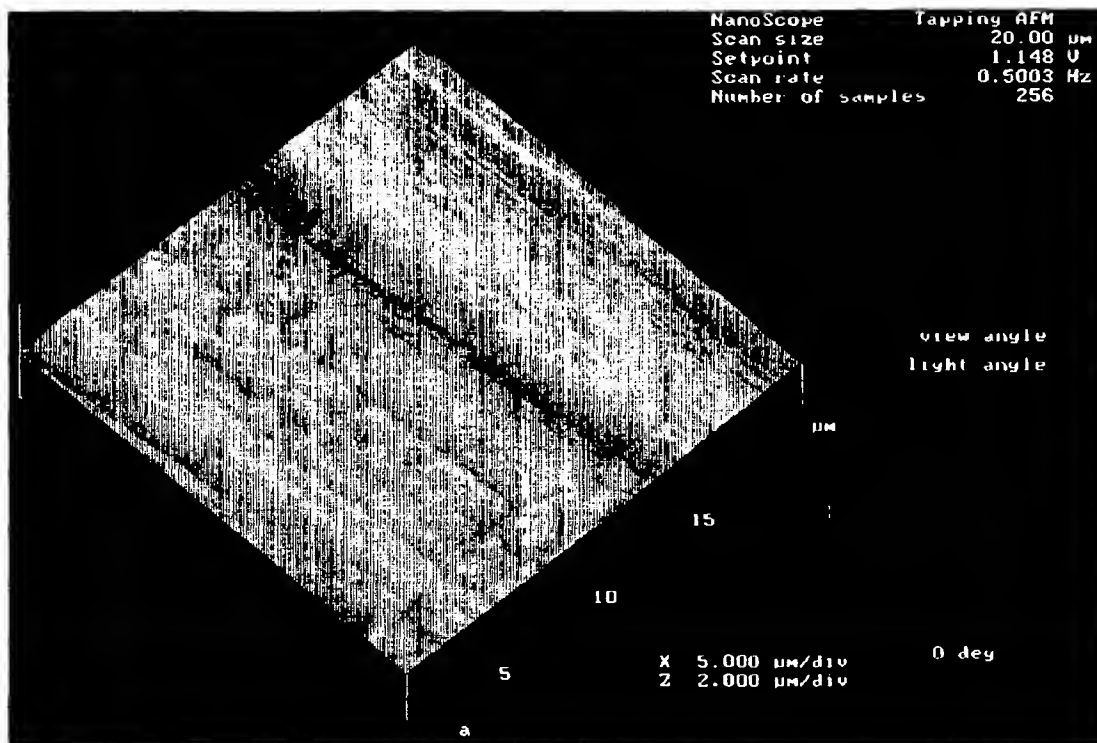 NanoScope Tapping AFM
Scan size 20.00 µm
Setpoint 1.148 V
Scan rate 0.5003 Hz
Number of samples 256
view angle
light angle
µm
15
10
5
X 5.000 µm/div
Z 2.000 µm/div
0 deg
a